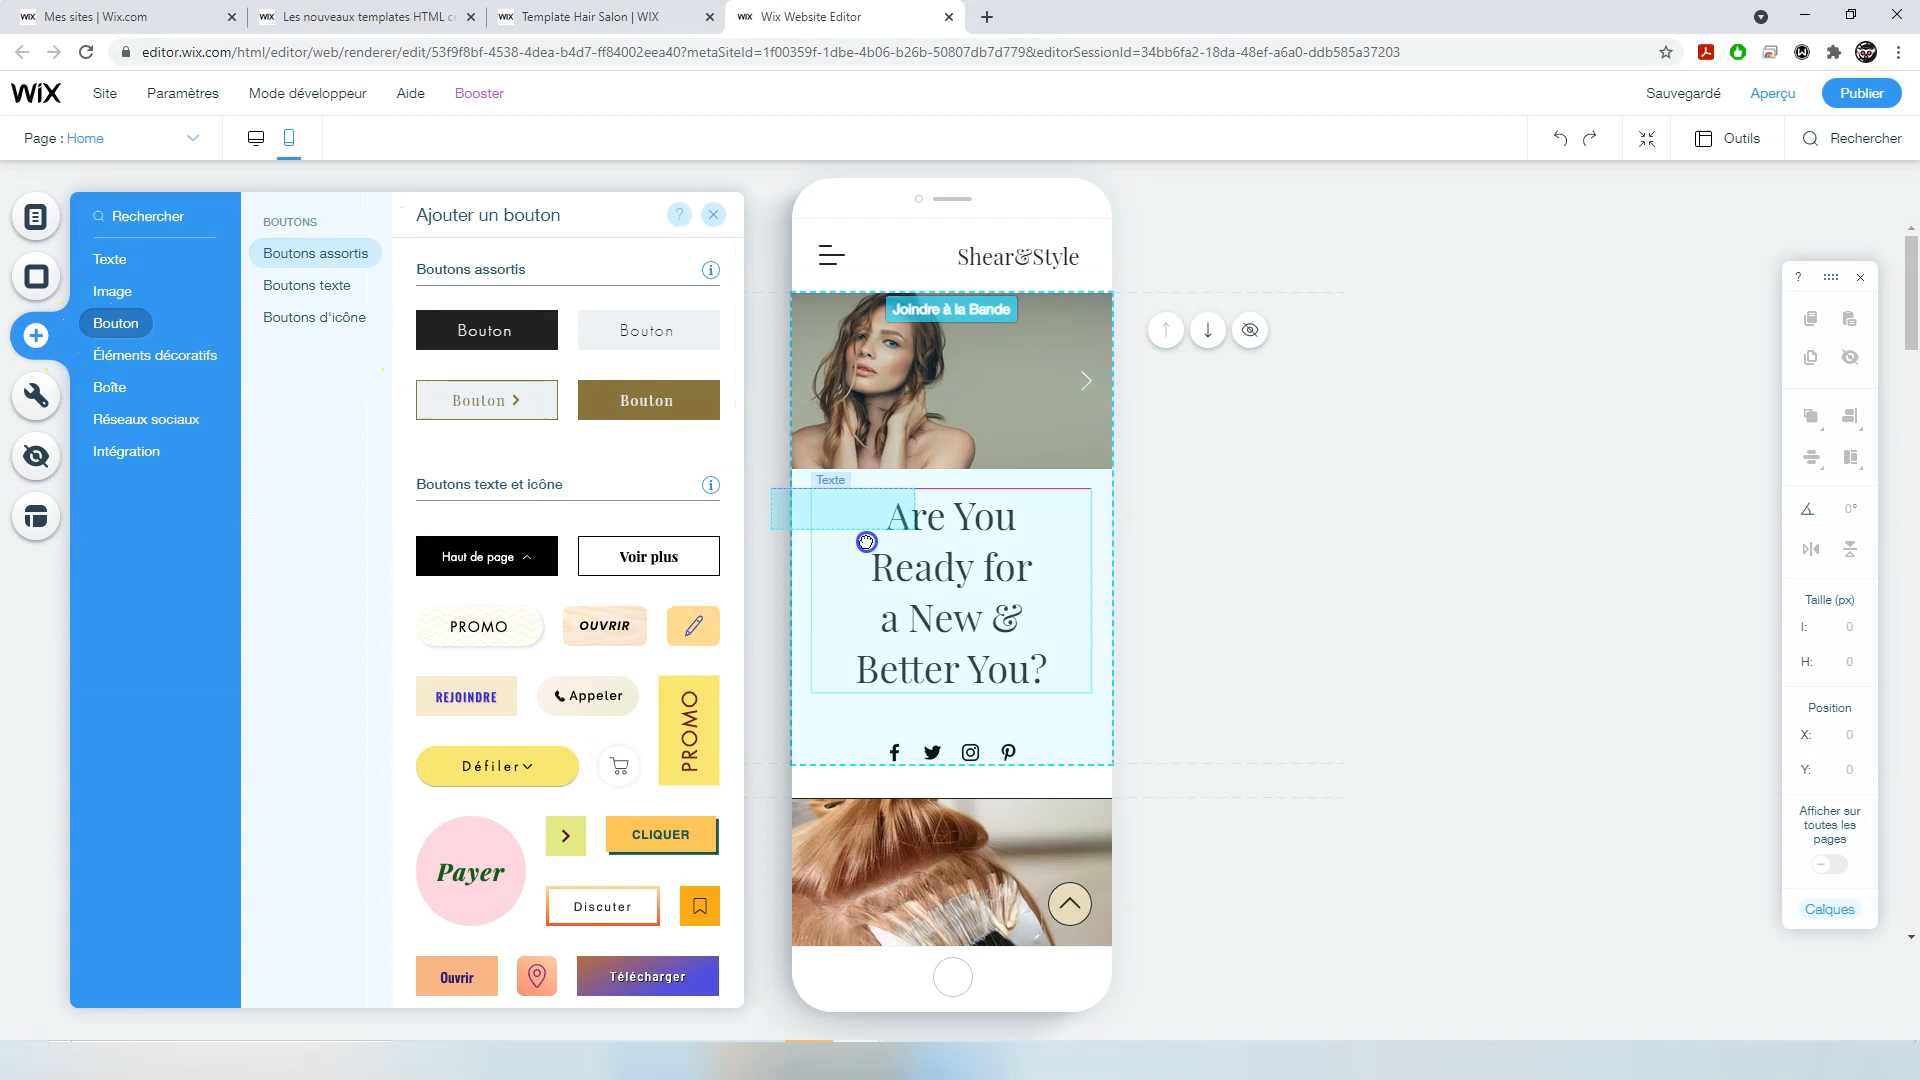 WIX Mes sites | Wix.com
WIX Les nouveaux templates HTML c
WIX Template Hair Salon | WIX
WIX Wix Website Editor
editor.wix.com/html/editor/web/renderer/edit/53f9f8bf-4538-4dea-b4d7-ff84002eea40?metaSiteId=1f00359f-1dbe-4b06-b26b-50807db7d779&editorSessionId=34bb6fa2-18da-48ef-a6a0-ddb585a37203
WIX Site Paramètres Mode développeur Aide Booster Sauvegardé Aperçu Publier
Page : Home Outils Rechercher
Rechercher
Texte
Image
Bouton
Éléments décoratifs
Boîte
Réseaux sociaux
Intégration
BOUTONS
Boutons assortis
Boutons texte
Boutons d'icône
Ajouter un bouton ?
Boutons assortis i
Bouton Bouton
Bouton Bouton
Boutons texte et icône i
Haut de page Voir plus
PROMO OUVRIR
REJOINDRE Appeler PROMO
Défiler
Payer CLIQUER
Discuter
Ouvrir Télécharger
Shear&Style
Joindre à la Bande
Texte
Are You
Ready for
a New &
Better You?
?
0°
Taille (px)
l: 0
H: 0
Position
X: 0
Y: 0
Afficher sur
toutes les
pages
Calques